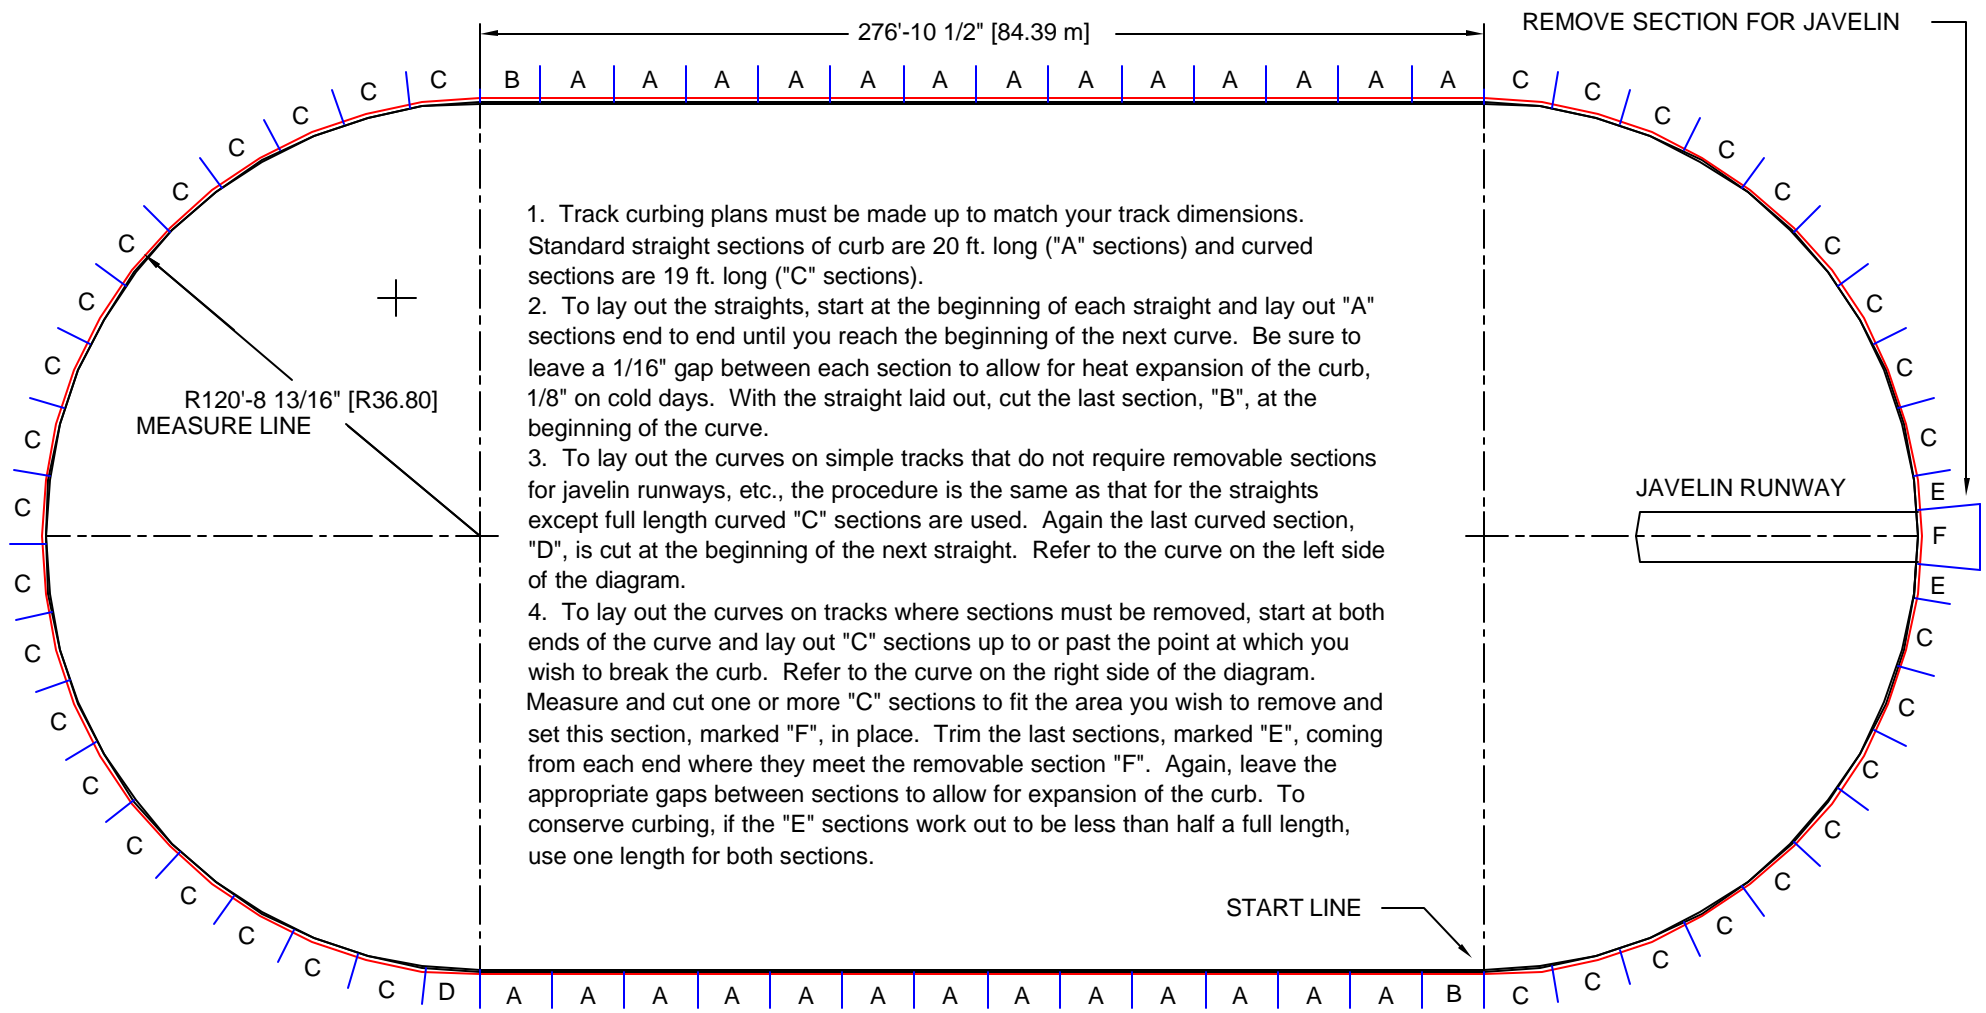 276'-10 1/2" [84.39 m]
REMOVE SECTION FOR JAVELIN
C C C C C C C C C C C C C C C C C C C C C C C D
B A A A A A A A A A A A A A
C C C C C C C C C C C E F E C C C C C C C C C C C
1. Track curbing plans must be made up to match your track dimensions.
Standard straight sections of curb are 20 ft. long ("A" sections) and curved
sections are 19 ft. long ("C" sections).
2. To lay out the straights, start at the beginning of each straight and lay out "A"
sections end to end until you reach the beginning of the next curve. Be sure to
leave a 1/16" gap between each section to allow for heat expansion of the curb,
1/8" on cold days. With the straight laid out, cut the last section, "B", at the
beginning of the curve.
3. To lay out the curves on simple tracks that do not require removable sections
for javelin runways, etc., the procedure is the same as that for the straights
except full length curved "C" sections are used. Again the last curved section,
"D", is cut at the beginning of the next straight. Refer to the curve on the left side
of the diagram.
4. To lay out the curves on tracks where sections must be removed, start at both
ends of the curve and lay out "C" sections up to or past the point at which you
wish to break the curb. Refer to the curve on the right side of the diagram.
Measure and cut one or more "C" sections to fit the area you wish to remove and
set this section, marked "F", in place. Trim the last sections, marked "E", coming
from each end where they meet the removable section "F". Again, leave the
appropriate gaps between sections to allow for expansion of the curb. To
conserve curbing, if the "E" sections work out to be less than half a full length,
use one length for both sections.
R120'-8 13/16" [R36.80]
MEASURE LINE
JAVELIN RUNWAY
START LINE
A A A A A A A A A A A A A B